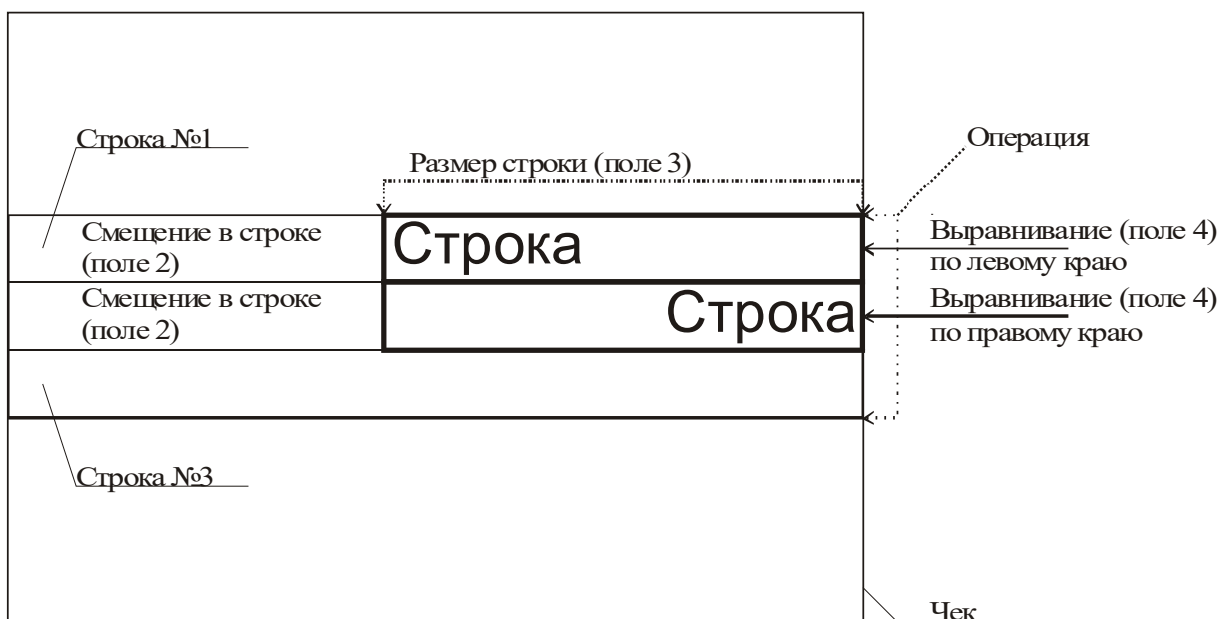 Строка №1
Операция
Размер строки (поле 3)
Смещение в строке
(поле 2)
Строка
Выравнивание (поле 4)
по левому краю
Смещение в строке
(поле 2)
Строка
Выравнивание (поле 4)
по правому краю
Строка №3
Чек